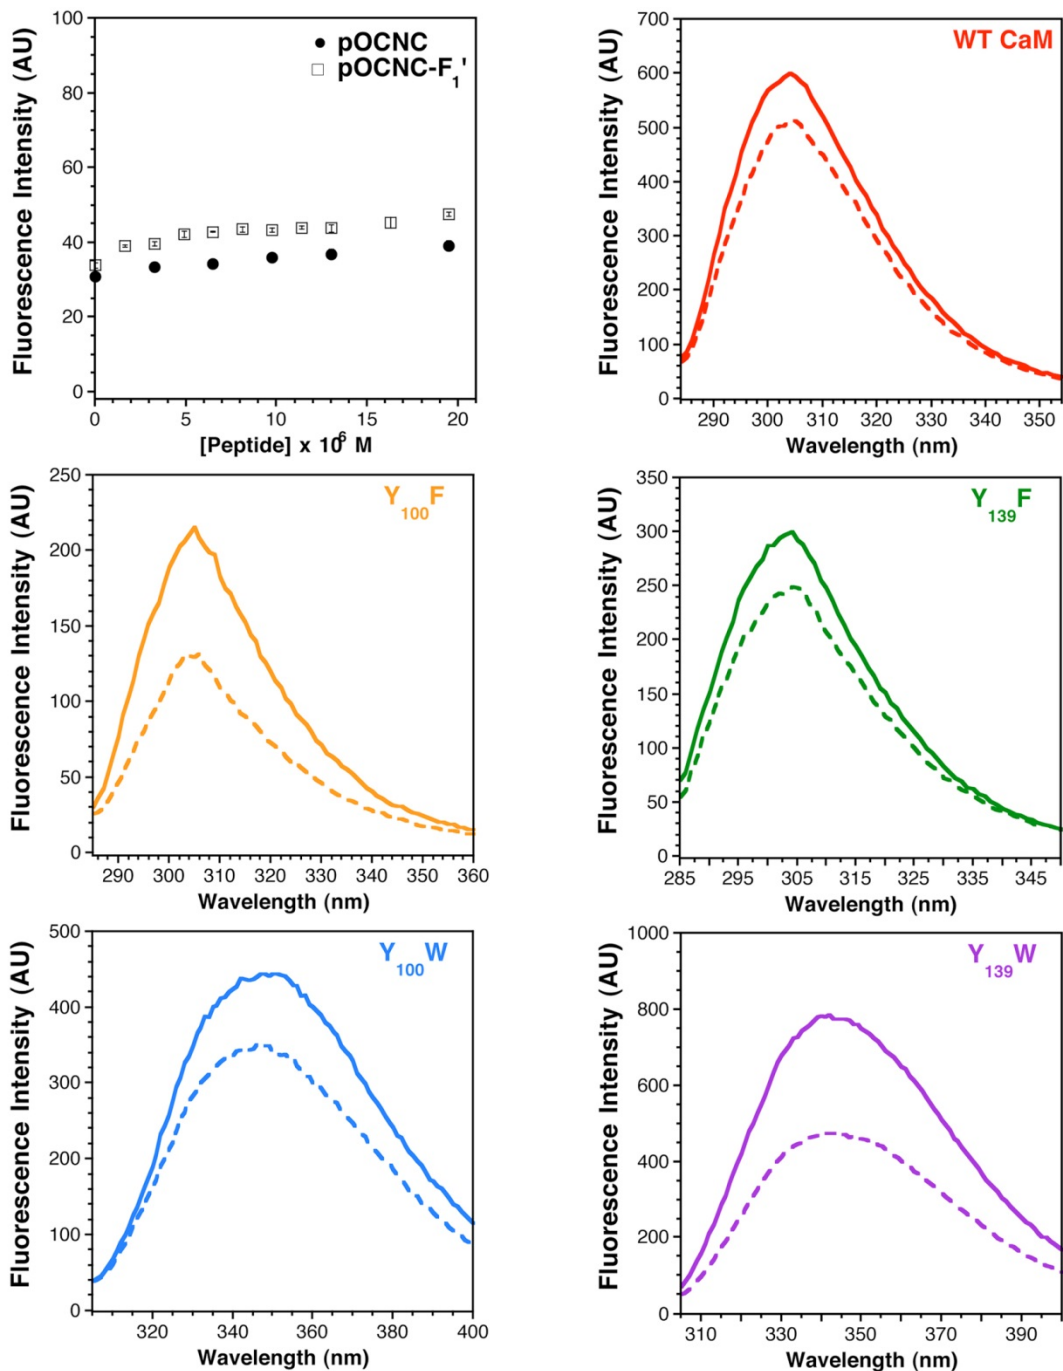 Fluorescence Intensity (AU)
100
80
60
40
20
0
● pOCNC
□ pOCNC-F₁'
0 5 10 15 20
[Peptide] x 10⁶ M
Fluorescence Intensity (AU)
700
600
500
400
300
200
100
0
WT CaM
290 300 310 320 330 340 350
Wavelength (nm)
Fluorescence Intensity (AU)
250
200
150
100
50
0
Y₁₀₀F
290 300 310 320 330 340 350 360
Wavelength (nm)
Fluorescence Intensity (AU)
350
300
250
200
150
100
50
0
Y₁₃₉F
285 295 305 315 325 335 345
Wavelength (nm)
Fluorescence Intensity (AU)
500
400
300
200
100
0
Y₁₀₀W
320 340 360 380 400
Wavelength (nm)
Fluorescence Intensity (AU)
1000
800
600
400
200
0
Y₁₃₉W
310 330 350 370 390
Wavelength (nm)